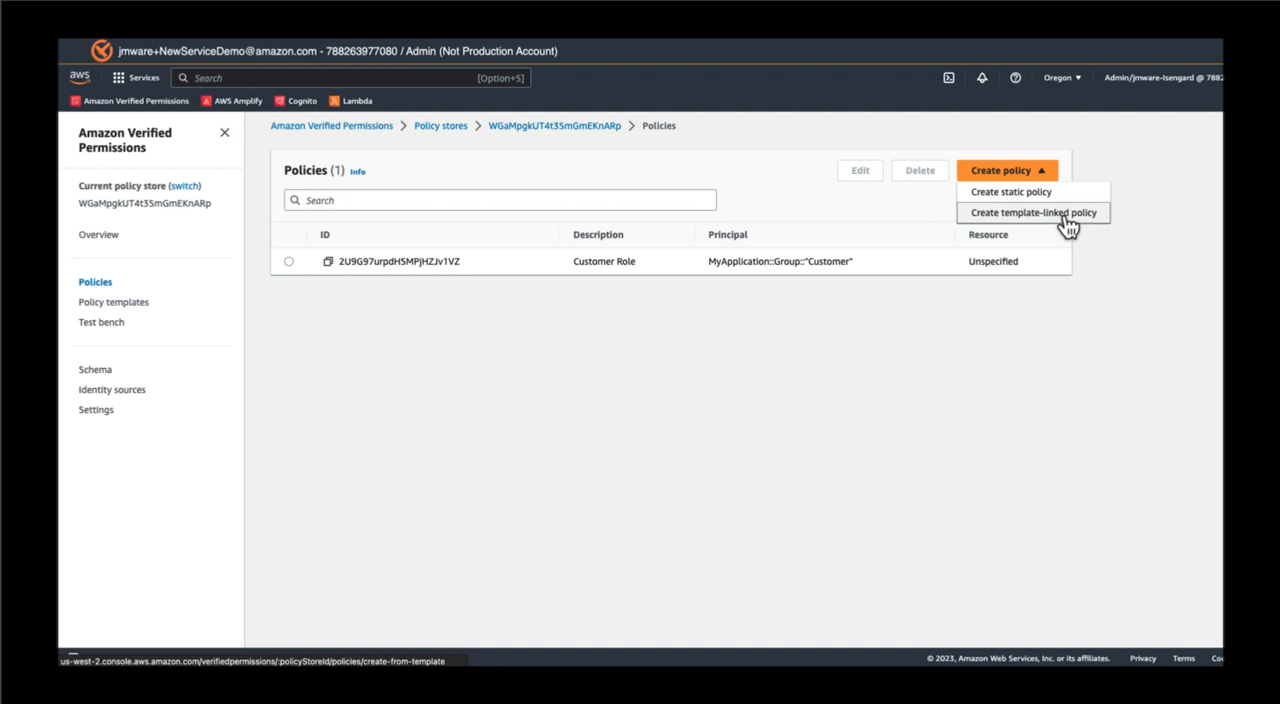 jmware+NewServiceDemo@amazon.com - 788263977080 / Admin (Not Production Account)
aws Services Search [Option+S] Oregon Admin/jmware-Isengard @ 7882
Amazon Verified Permissions AWS Amplify Cognito Lambda
Amazon Verified
Permissions
Current policy store (switch)
WGaMpgkUT4t3SmGmEKnARp
Overview
Policies
Policy templates
Test bench
Schema
Identity sources
Settings
Amazon Verified Permissions > Policy stores > WGaMpgkUT4t3SmGmEKnARp > Policies
Policies (1) Info
Edit Delete Create policy
Create static policy
Create template-linked policy
Search
ID Description Principal Resource
2U9G97urpdHSMPjHZJv1VZ Customer Role MyApplication::Group::"Customer" Unspecified
us-west-2.console.aws.amazon.com/verifiedpermissions/:policyStoreId/policies/create-from-template
© 2023, Amazon Web Services, Inc. or its affiliates. Privacy Terms Coo